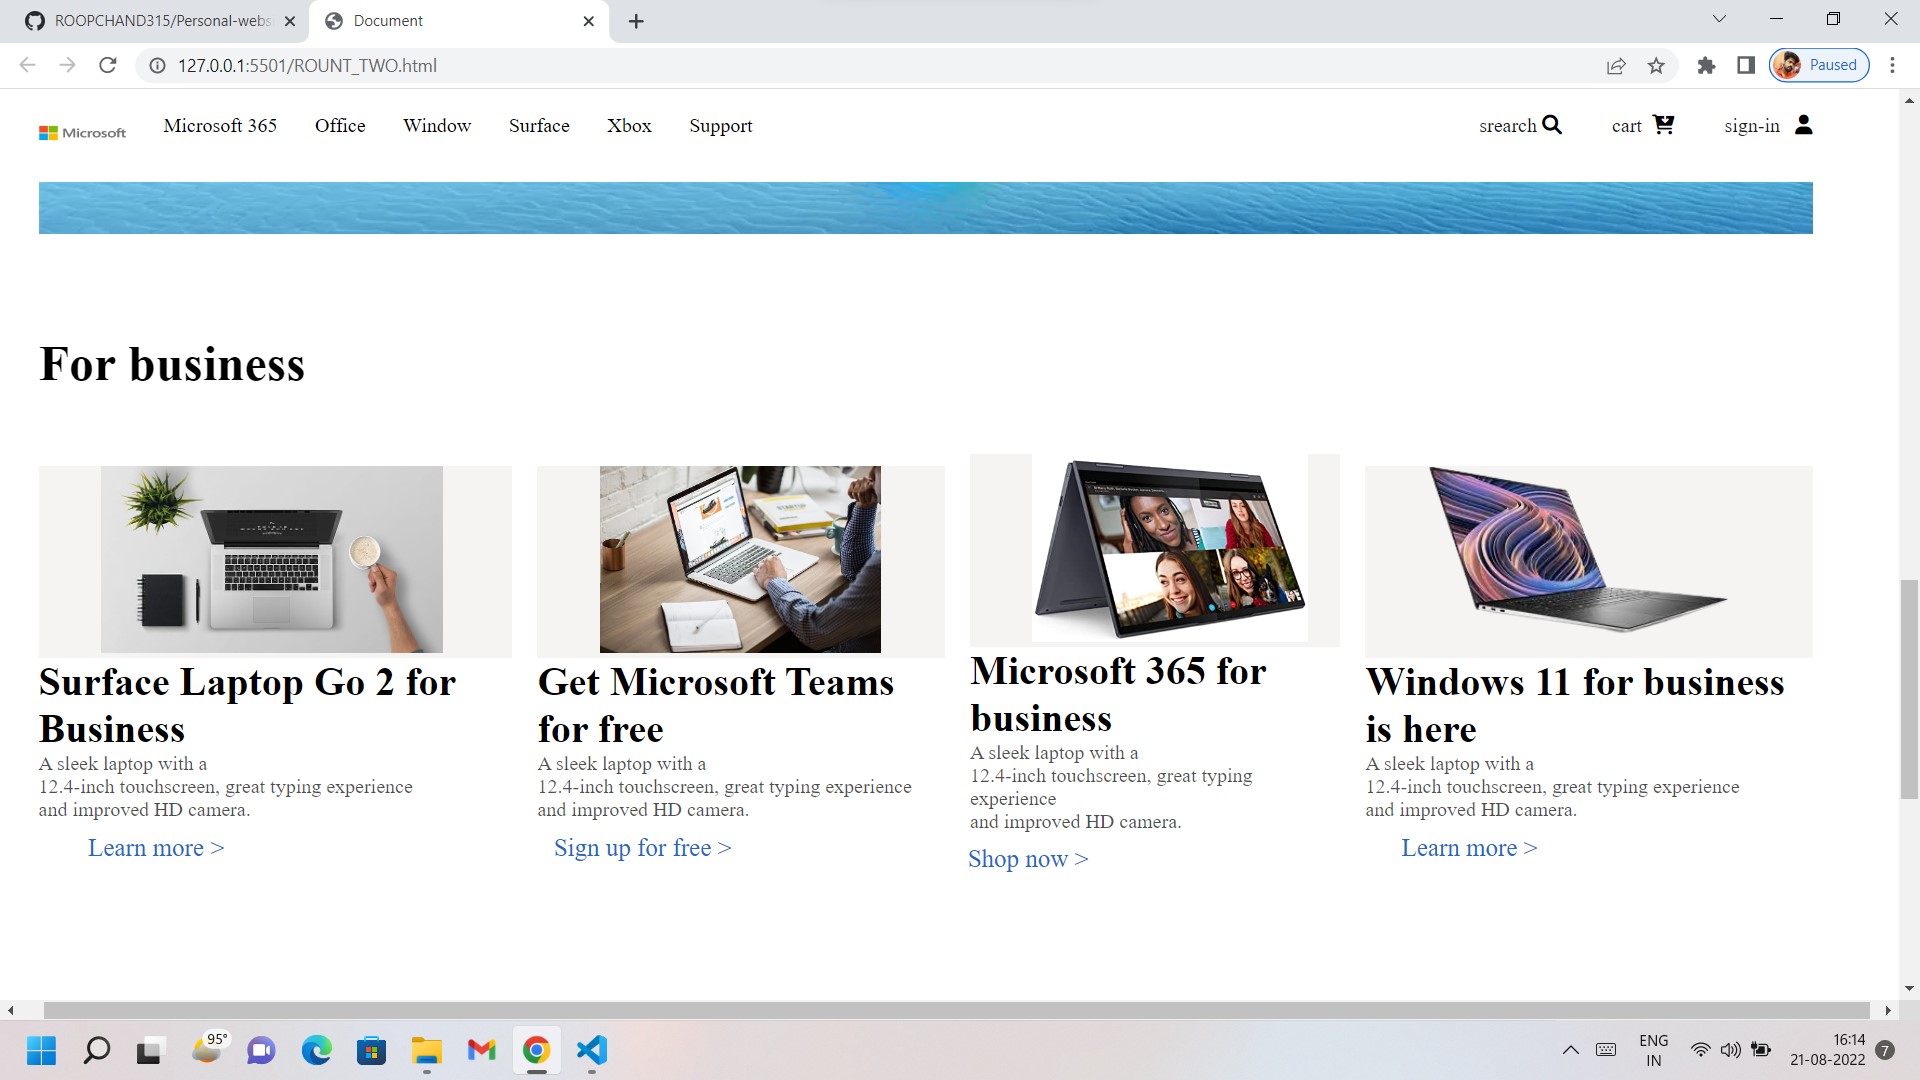 ROOPCHAND315/Personal-webs
Document
127.0.0.1:5501/ROUNT_TWO.html
Paused
Microsoft
Microsoft 365
Office
Window
Surface
Xbox
Support
srearch
cart
sign-in
For business
Surface Laptop Go 2 for
Business
A sleek laptop with a
12.4-inch touchscreen, great typing experience
and improved HD camera.
Learn more >
Get Microsoft Teams
for free
A sleek laptop with a
12.4-inch touchscreen, great typing experience
and improved HD camera.
Sign up for free >
Microsoft 365 for
business
A sleek laptop with a
12.4-inch touchscreen, great typing
experience
and improved HD camera.
Shop now >
Windows 11 for business
is here
A sleek laptop with a
12.4-inch touchscreen, great typing experience
and improved HD camera.
Learn more >
95°
ENG
IN
16:14
21-08-2022
7